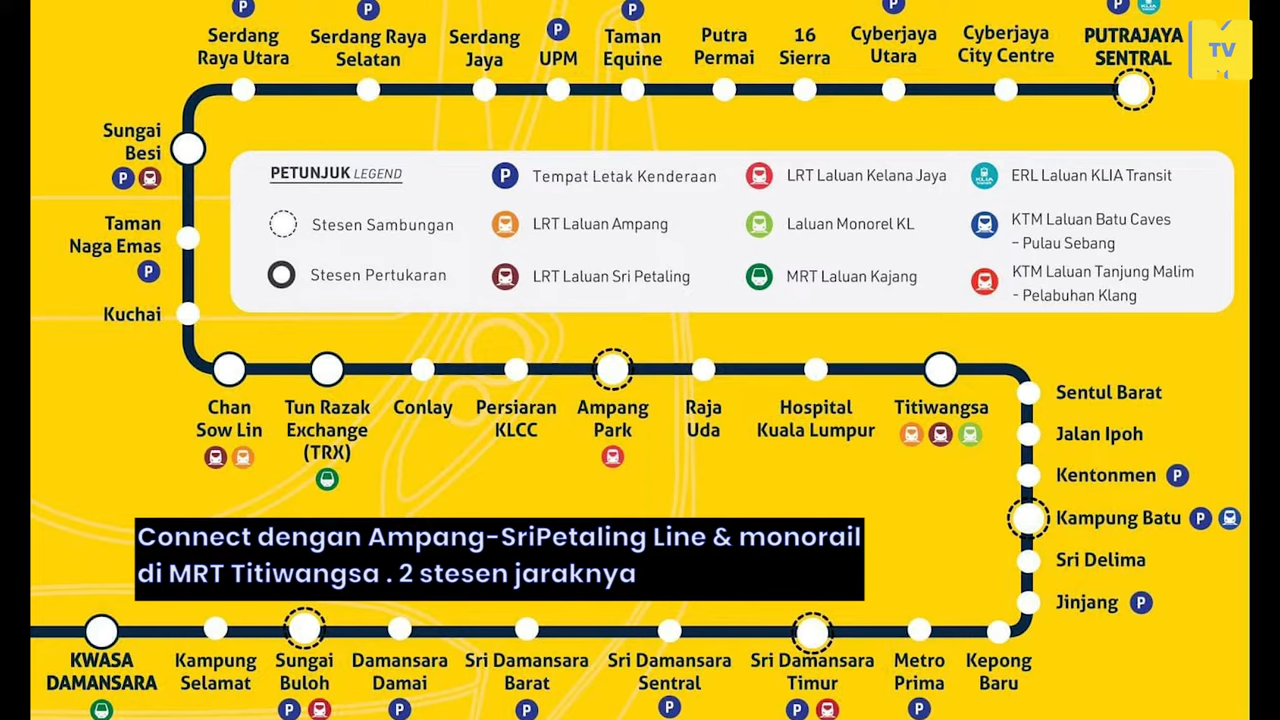 P
P
P
P
P
P
Serdang
Raya Utara
Serdang Raya
Selatan
Serdang
Jaya
UPM
Taman
Equine
Putra
Permai
16
Sierra
Cyberjaya
Utara
Cyberjaya
City Centre
PUTRAJAYA
SENTRAL
TV
Sungai
Besi
P
Taman
Naga Emas
P
Kuchai
PETUNJUK LEGEND
Stesen Sambungan
Stesen Pertukaran
P Tempat Letak Kenderaan
LRT Laluan Ampang
LRT Laluan Sri Petaling
LRT Laluan Kelana Jaya
Laluan Monorel KL
MRT Laluan Kajang
KLIA ERL Laluan KLIA Transit
KTM Laluan Batu Caves
– Pulau Sebang
KTM Laluan Tanjung Malim
- Pelabuhan Klang
Chan
Sow Lin
Tun Razak
Exchange
(TRX)
Conlay
Persiaran
KLCC
Ampang
Park
Raja
Uda
Hospital
Kuala Lumpur
Titiwangsa
Sentul Barat
Jalan Ipoh
Kentonmen P
Kampung Batu P
Sri Delima
Jinjang P
Connect dengan Ampang-SriPetaling Line & monorail
di MRT Titiwangsa . 2 stesen jaraknya
KWASA
DAMANSARA
Kampung
Selamat
Sungai
Buloh
P
Damansara
Damai
P
Sri Damansara
Barat
P
Sri Damansara
Sentral
P
Sri Damansara
Timur
P
Metro
Prima
P
Kepong
Baru